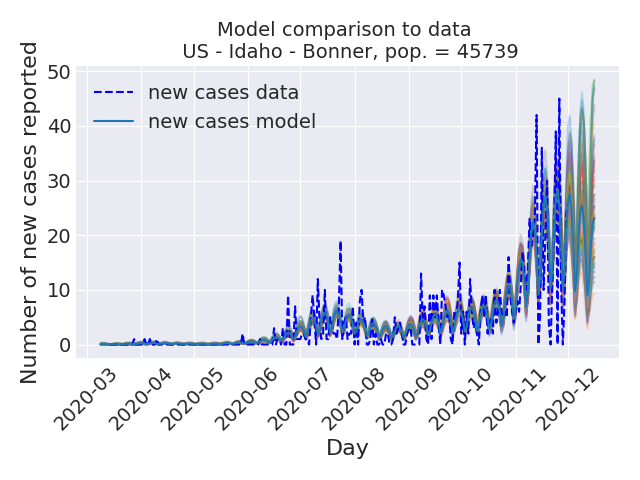 Model comparison to data
US - Idaho - Bonner, pop. = 45739
Number of new cases reported
50
40
30
20
10
0
new cases data
new cases model
2020-03
2020-04
2020-05
2020-06
2020-07
2020-08
2020-09
2020-10
2020-11
2020-12
Day